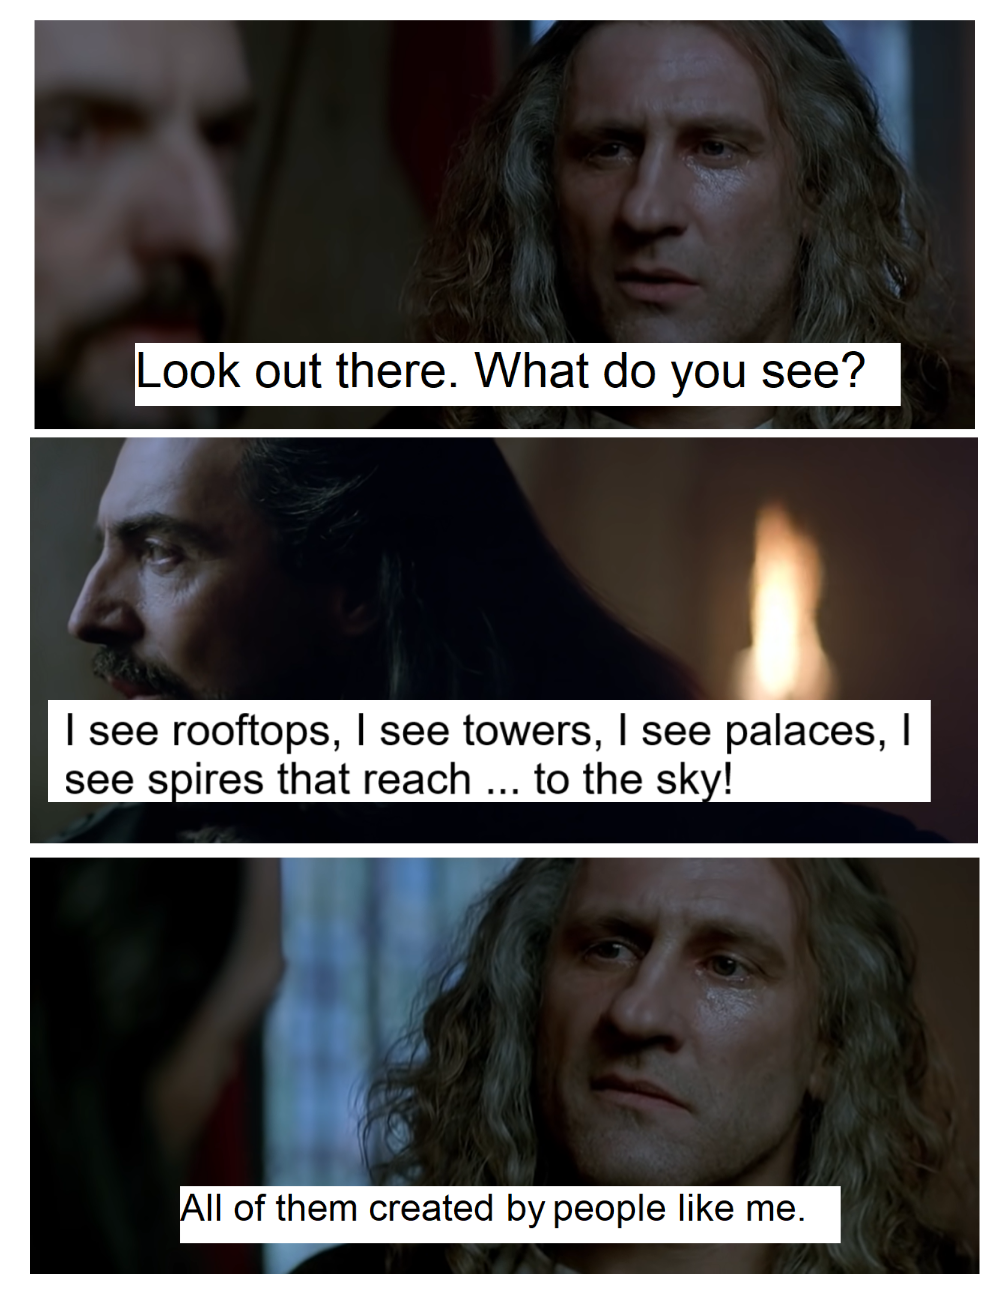 Look out there. What do you see?
I see rooftops, I see towers, I see palaces, I
see spires that reach ... to the sky!
All of them created by people like me.